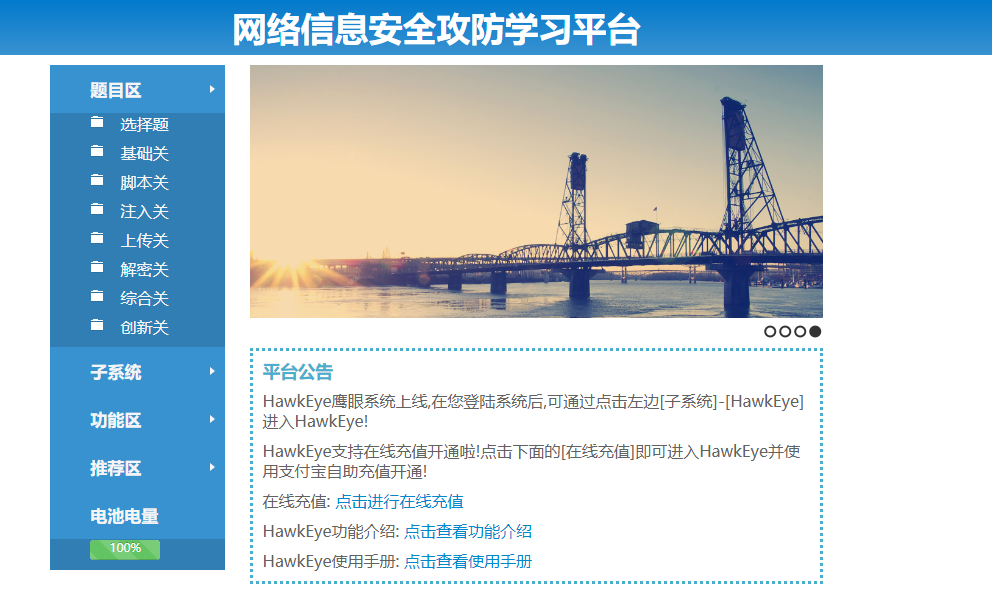 网络信息安全攻防学习平台
题目区
选择题
基础关
脚本关
注入关
上传关
解密关
综合关
创新关
子系统
功能区
推荐区
电池电量
100%
平台公告
HawkEye鹰眼系统上线,在您登陆系统后,可通过点击左边[子系统]-[HawkEye]
进入HawkEye!
HawkEye支持在线充值开通啦!点击下面的[在线充值]即可进入HawkEye并使
用支付宝自助充值开通!
在线充值: 点击进行在线充值
HawkEye功能介绍: 点击查看功能介绍
HawkEye使用手册: 点击查看使用手册